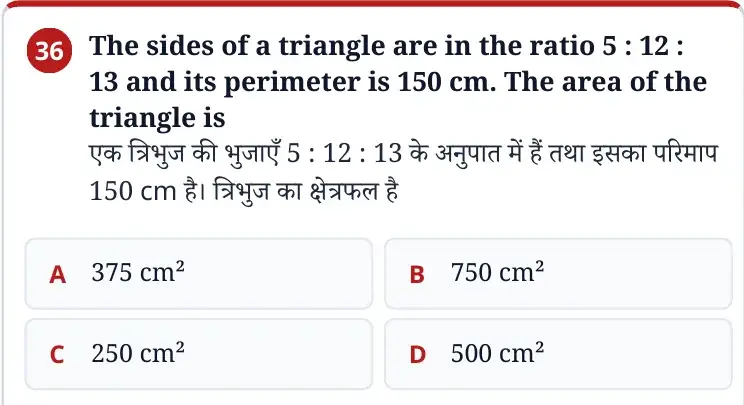 36 The sides of a triangle are in the ratio 5 : 12 :
13 and its perimeter is 150 cm. The area of the
triangle is
एक त्रिभुज की भुजाएँ 5 : 12 : 13 के अनुपात में हैं तथा इसका परिमाप
150 cm है। त्रिभुज का क्षेत्रफल है
A 375 cm²
B 750 cm²
C 250 cm²
D 500 cm²